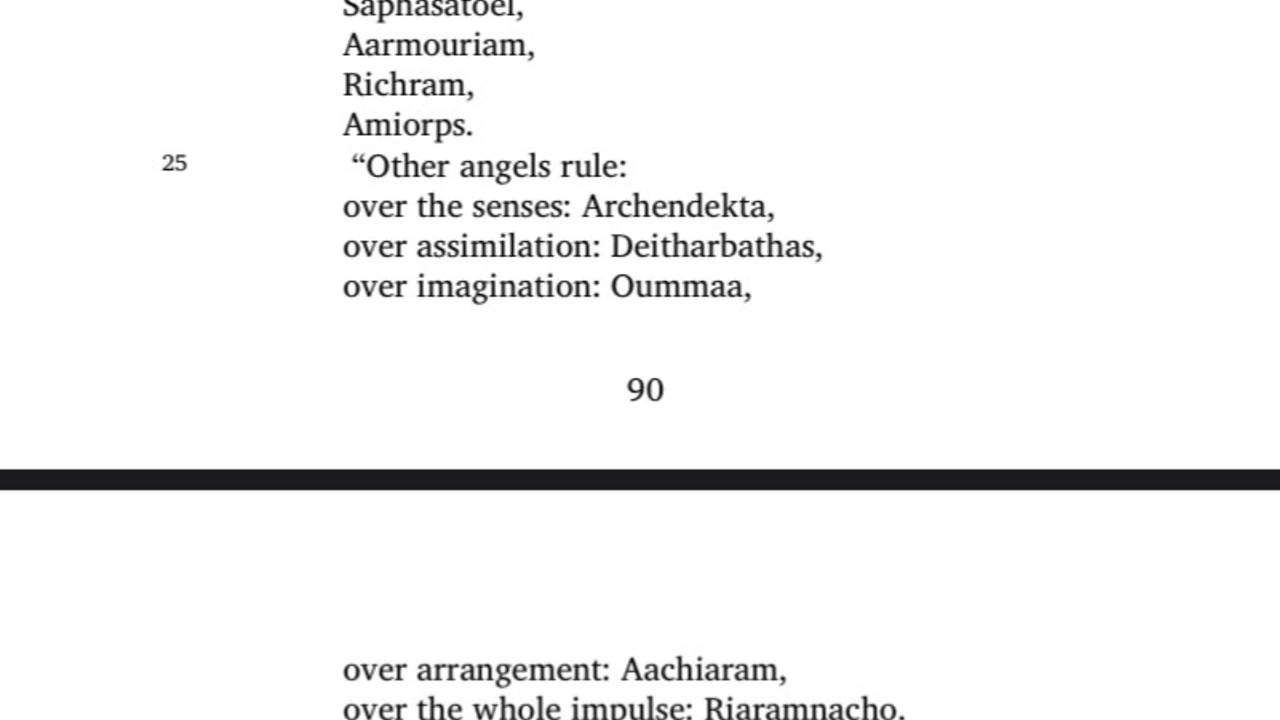 Saphasatoel,
Aarmouriam,
Richram,
Amiorps.
25 “Other angels rule:
over the senses: Archendekta,
over assimilation: Deitharbathas,
over imagination: Oummaa,
90
over arrangement: Aachiaram,
over the whole impulse: Riaramnacho.